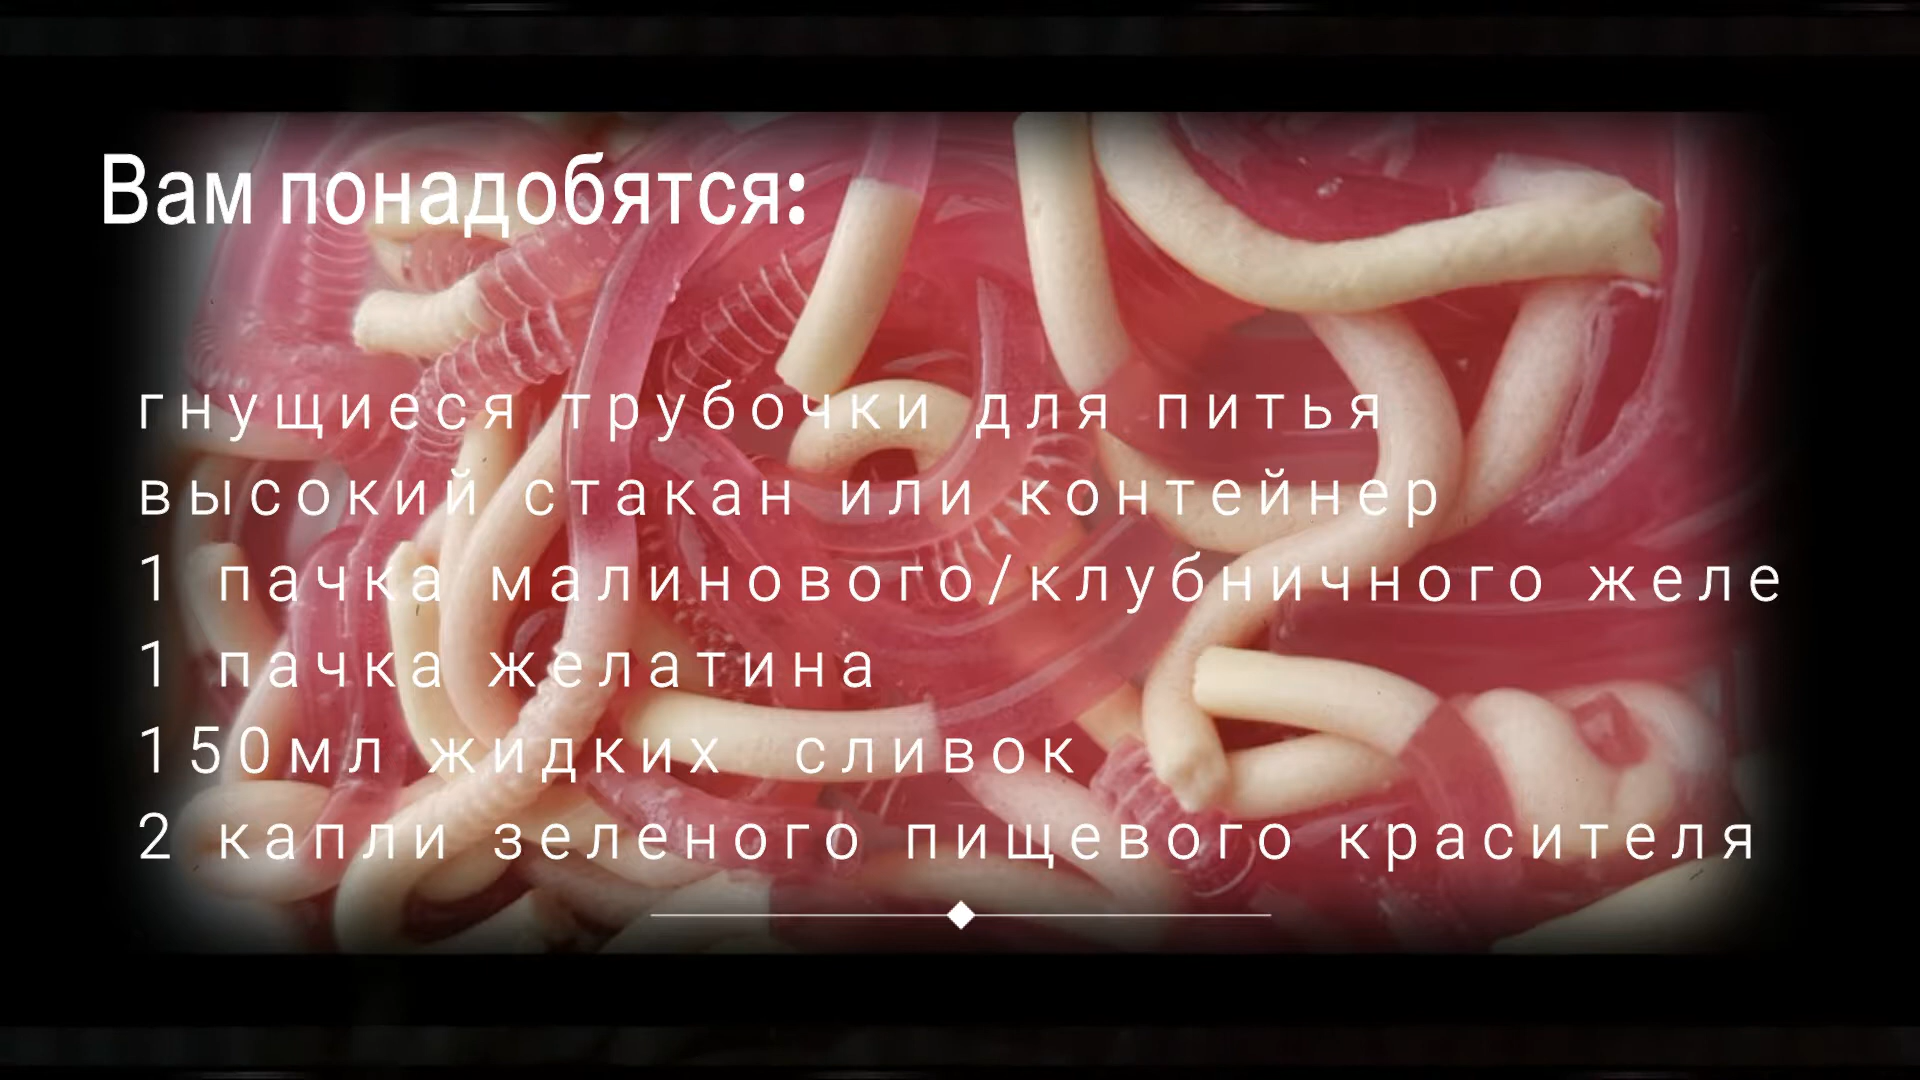 Вам понадобятся:
гнущиеся трубочки для питья
высокий стакан или контейнер
1 пачка малинового/клубничного желе
1 пачка желатина
150мл жидких сливок
2 капли зеленого пищевого красителя